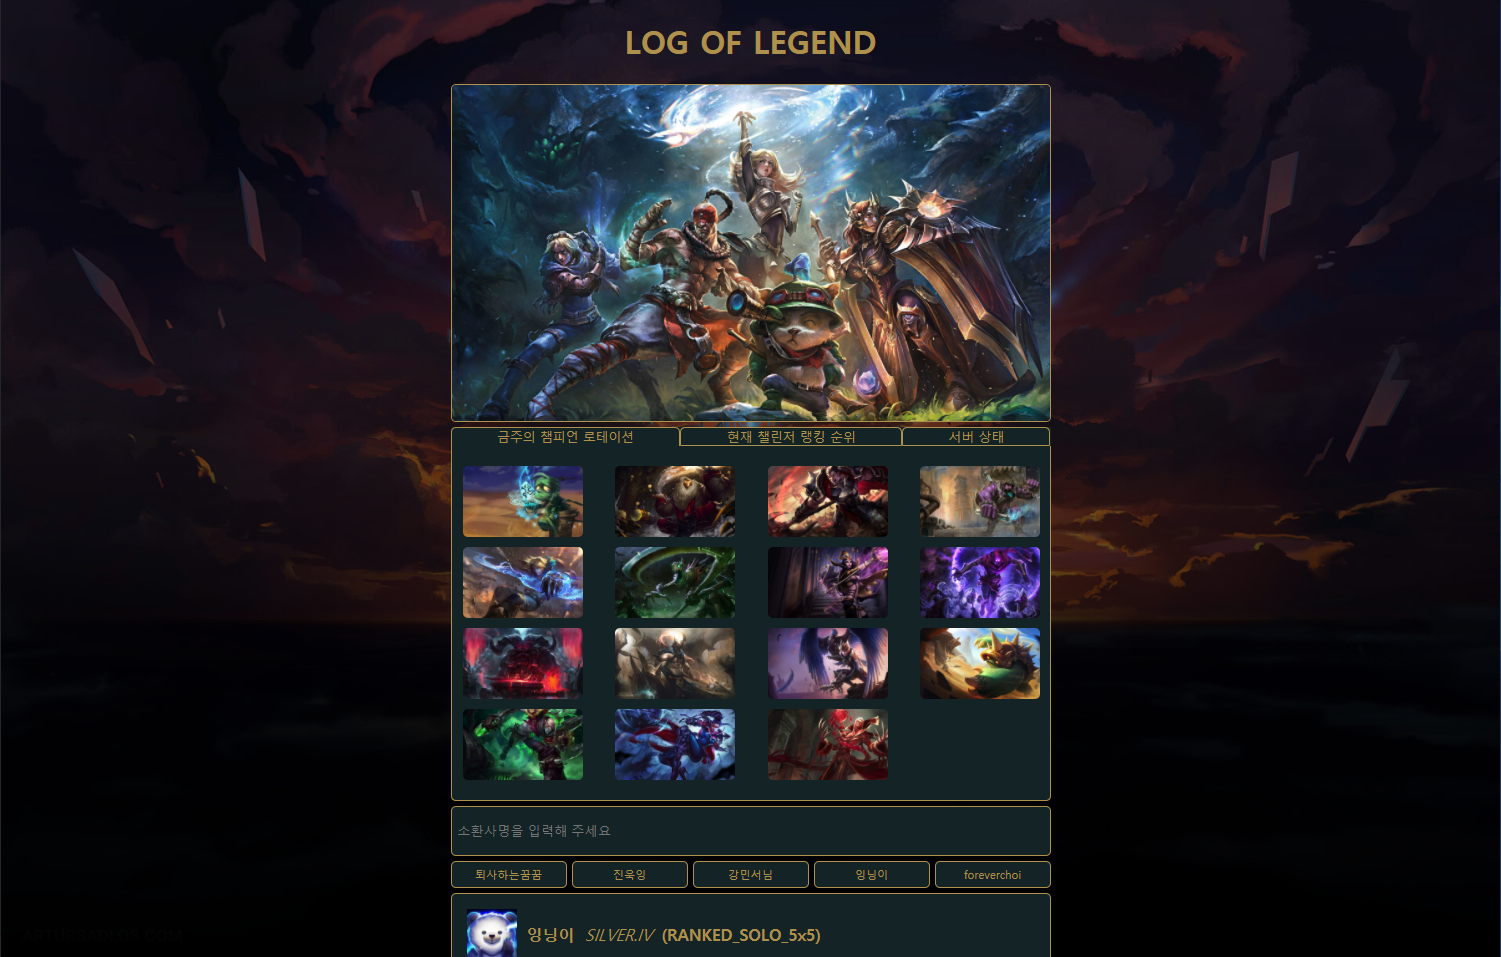 LOG OF LEGEND
금주의 챔피언 로테이션
현재 챌린저 랭킹 순위
서버 상태
소환사명을 입력해 주세요
퇴사하는꿈꿈
진욱잉
강민서님
잉닝이
foreverchoi
잉닝이 SILVER.IV (RANKED_SOLO_5x5)